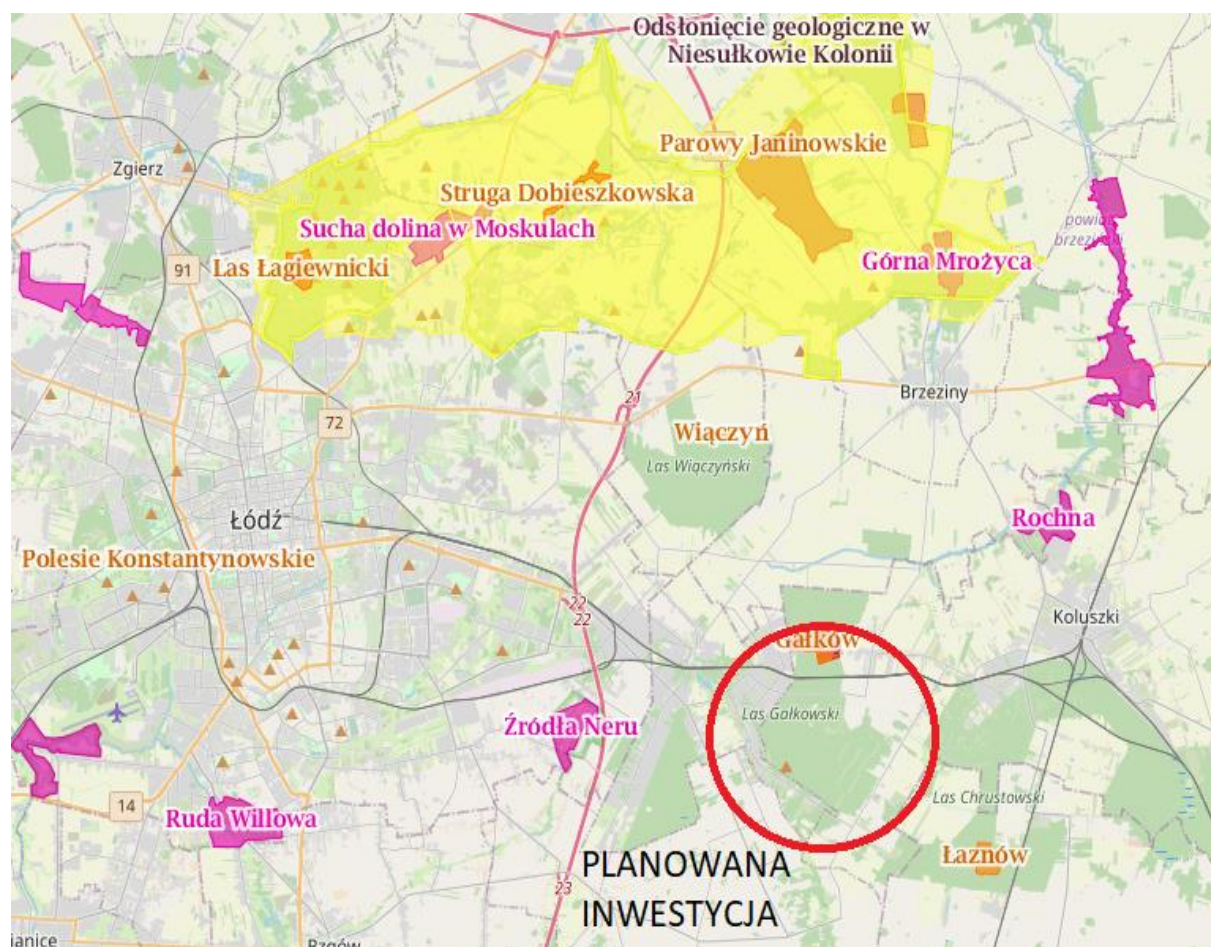 Odsłonięcie geologiczne w
Niesułkowie Kolonii
Parowy Janinowskie
Zgierz
Struga Dobieszkowska
Sucha dolina w Moskulach
powiat
brzeziński
Las Łagiewnicki
91
Górna Mrożyca
21
Brzeziny
72
Wiączyń
Las Wiączyński
Łódź
Rochna
Polesie Konstantynowskie
22
22
Koluszki
Gałków
Las Gałkowski
Źródła Neru
14
Ruda Willowa
Las Chrustowski
Łaznów
PLANOWANA
INWESTYCJA
23
janice